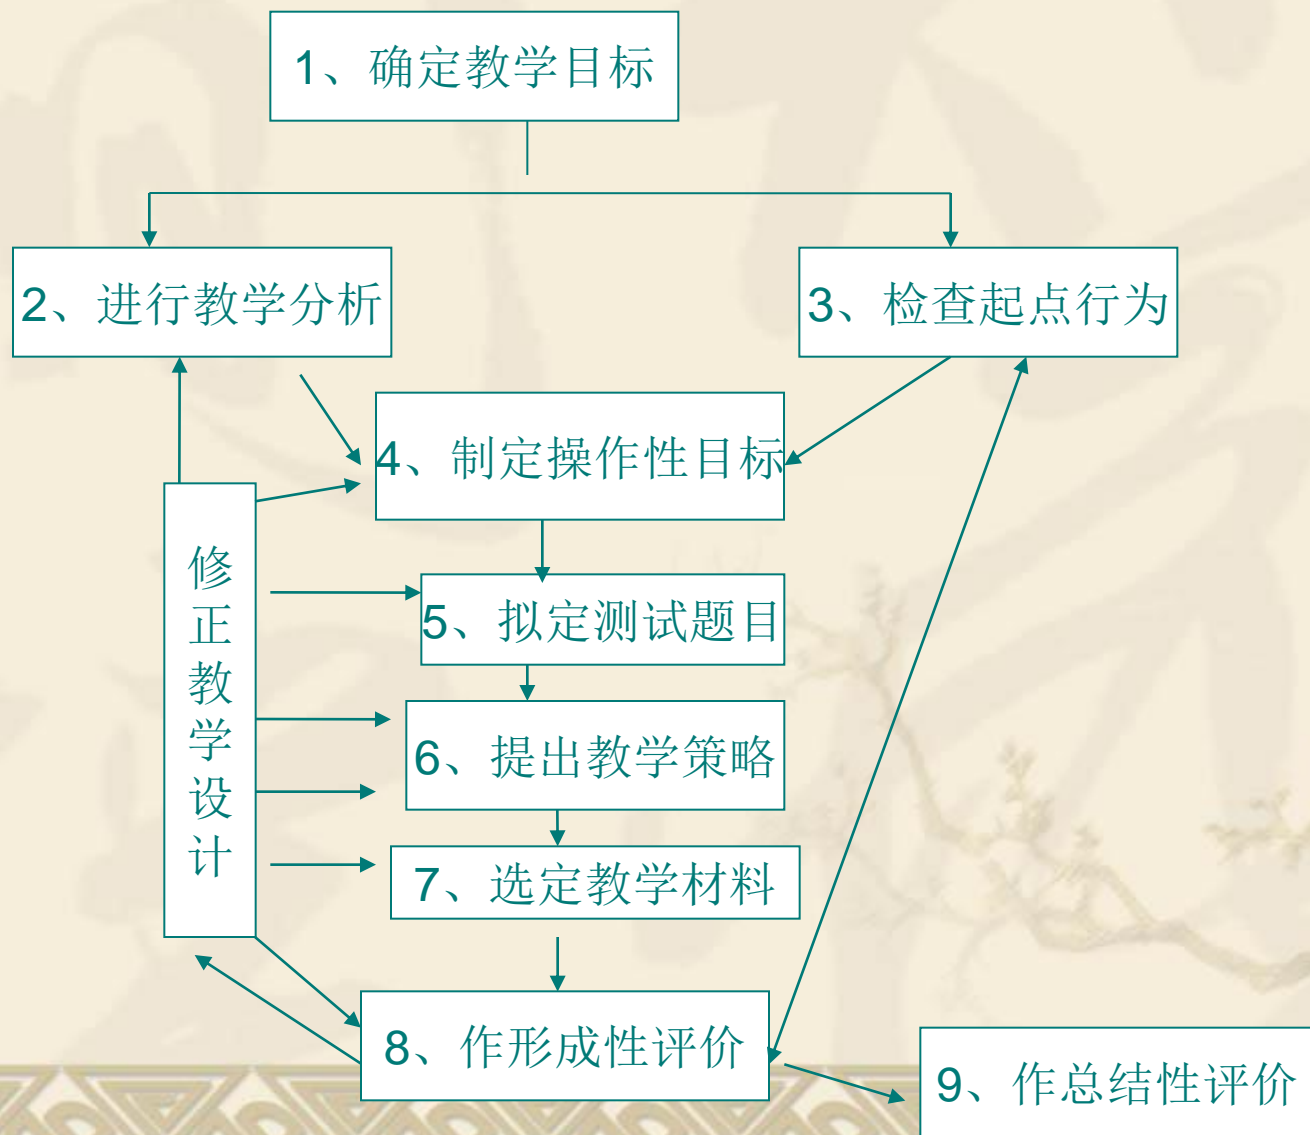 1、确定教学目标
2、进行教学分析
3、检查起点行为
4、制定操作性目标
修正教学设计
5、拟定测试题目
6、提出教学策略
7、选定教学材料
8、作形成性评价
9、作总结性评价